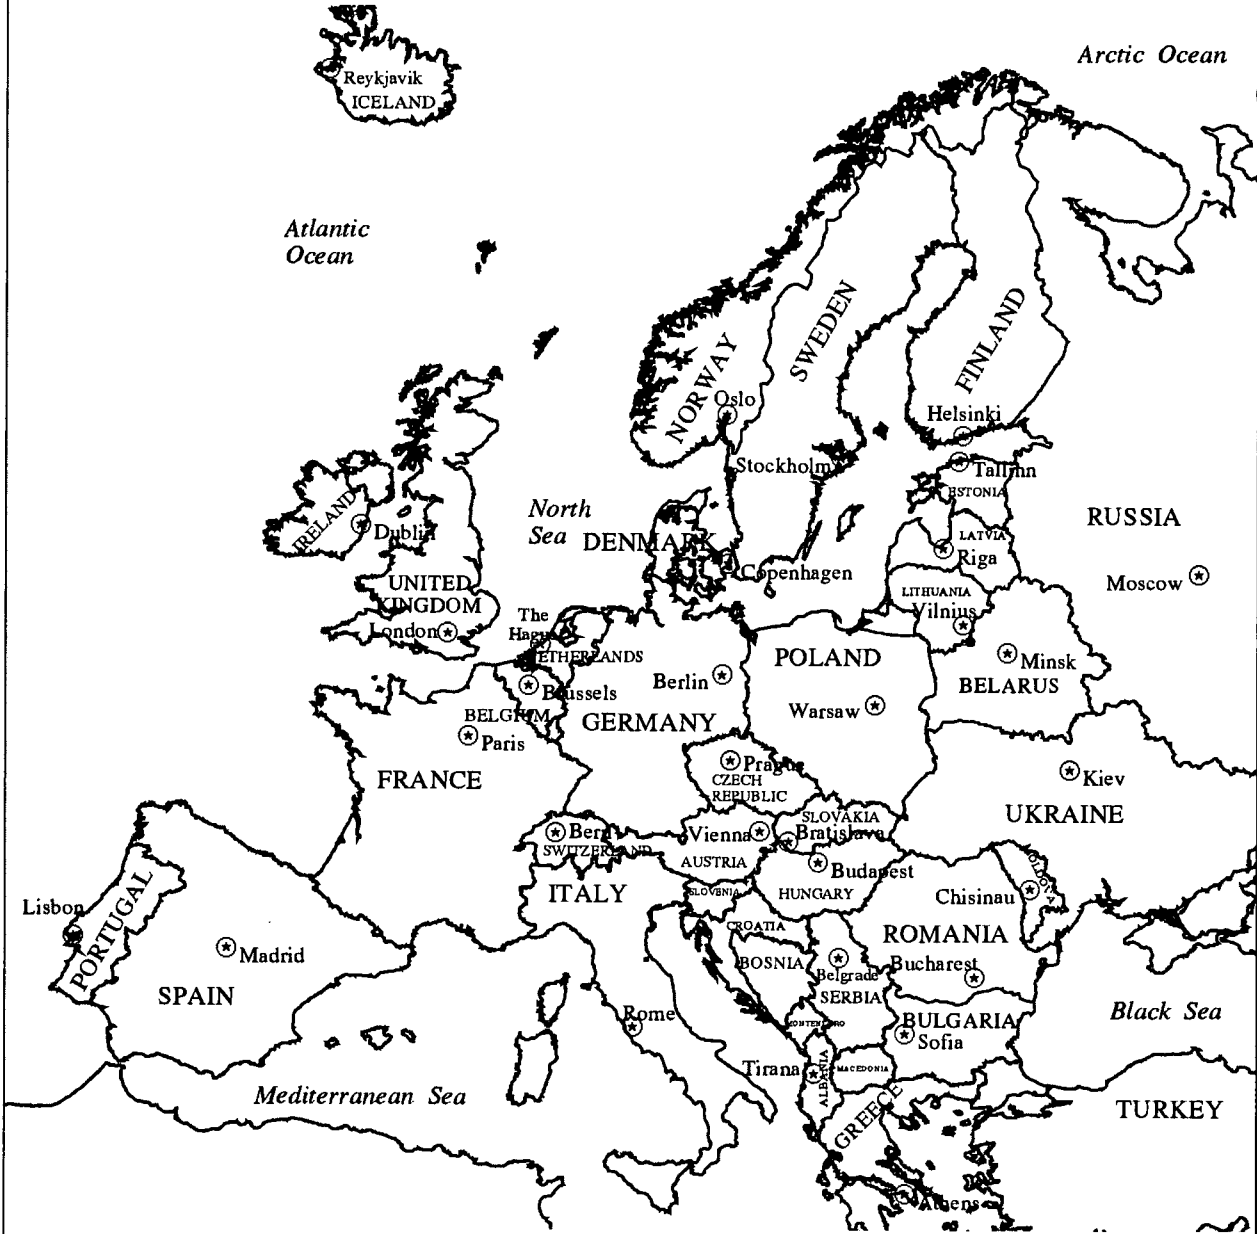 Arctic Ocean
Reykjavik
ICELAND
Atlantic
Ocean
SWEDEN
FINLAND
NORWAY
Oslo
Helsinki
Stockholm
Tallinn
ESTONIA
North
Sea
IRELAND
Dublin
DENMARK
RUSSIA
LATVIA
Riga
Copenhagen
Moscow
UNITED
KINGDOM
London
LITHUANIA
Vilnius
The
Hague
NETHERLANDS
POLAND
Minsk
BELARUS
Berlin
Brussels
Warsaw
BELGIUM
GERMANY
Paris
Prague
CZECH
REPUBLIC
FRANCE
Kiev
UKRAINE
SLOVAKIA
Bern
Vienna
Bratislava
SWITZERLAND
AUSTRIA
Budapest
HUNGARY
MOLDOVA
Chisinau
ITALY
SLOVENIA
Lisbon
PORTUGAL
CROATIA
ROMANIA
Madrid
BOSNIA
Belgrade
Bucharest
SPAIN
SERBIA
Rome
MONTENEGRO
BULGARIA
Sofia
Black Sea
Tirana
ALBANIA
MACEDONIA
Mediterranean Sea
GREECE
TURKEY
Athens